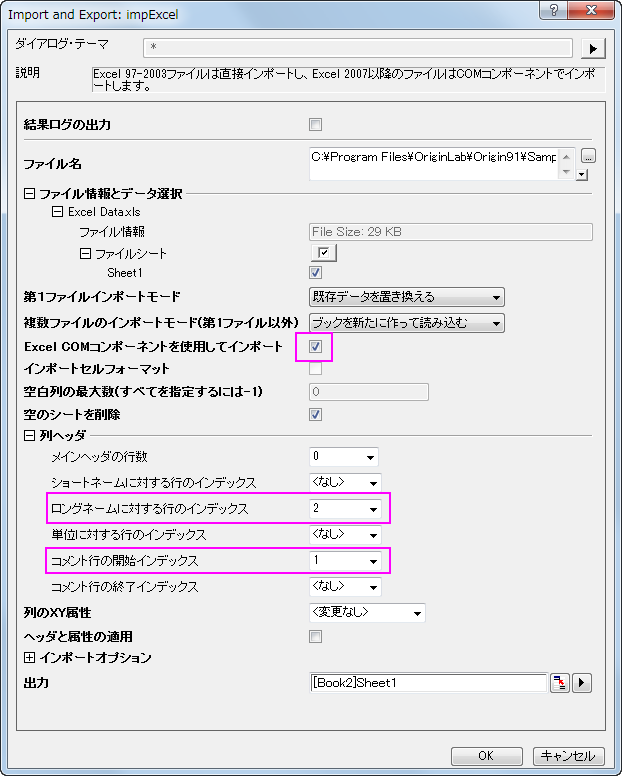 Import and Export: impExcel
ダイアログ・テーマ *
説明 Excel 97-2003ファイルは直接インポートし、Excel 2007以降のファイルはCOMコンポーネントでインポ
ートします。
結果ログの出力
ファイル名 C:¥Program Files¥OriginLab¥Origin91¥Samp ...
ファイル情報とデータ選択
Excel Data.xls
ファイル情報 File Size: 29 KB
ファイルシート
Sheet1
第1ファイルインポートモード 既存データを置き換える
複数ファイルのインポートモード(第1ファイル以外) ブックを新たに作って読み込む
Excel COMコンポーネントを使用してインポート
インポートセルフォーマット
空白列の最大数(すべてを指定するには-1) 0
空のシートを削除
列ヘッダ
メインヘッダの行数 0
ショートネームに対する行のインデックス <なし>
ロングネームに対する行のインデックス 2
単位に対する行のインデックス <なし>
コメント行の開始インデックス 1
コメント行の終了インデックス <なし>
列のXY属性 <変更なし>
ヘッダと属性の適用
インポートオプション
出力 [Book2]Sheet1
OK キャンセル